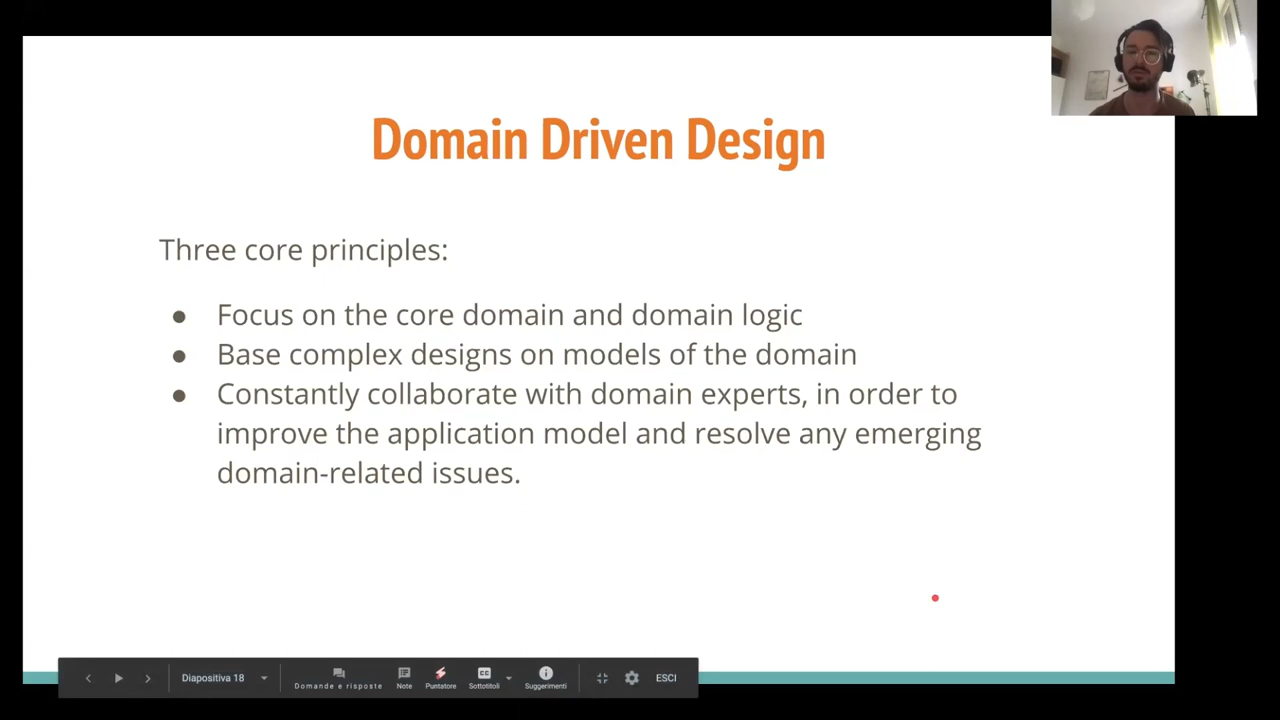 Domain Driven Design
Three core principles:
● Focus on the core domain and domain logic
● Base complex designs on models of the domain
● Constantly collaborate with domain experts, in order to
improve the application model and resolve any emerging
domain-related issues.
Diapositiva 18
Domande e risposte
Note
Puntatore
CC
Sottotitoli
Suggerimenti
ESCI